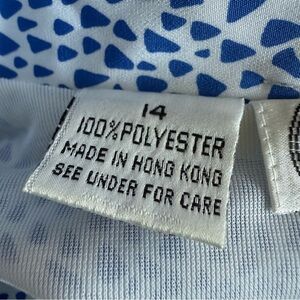 14
100% POLYESTER
MADE IN HONG KONG
SEE UNDER FOR CARE